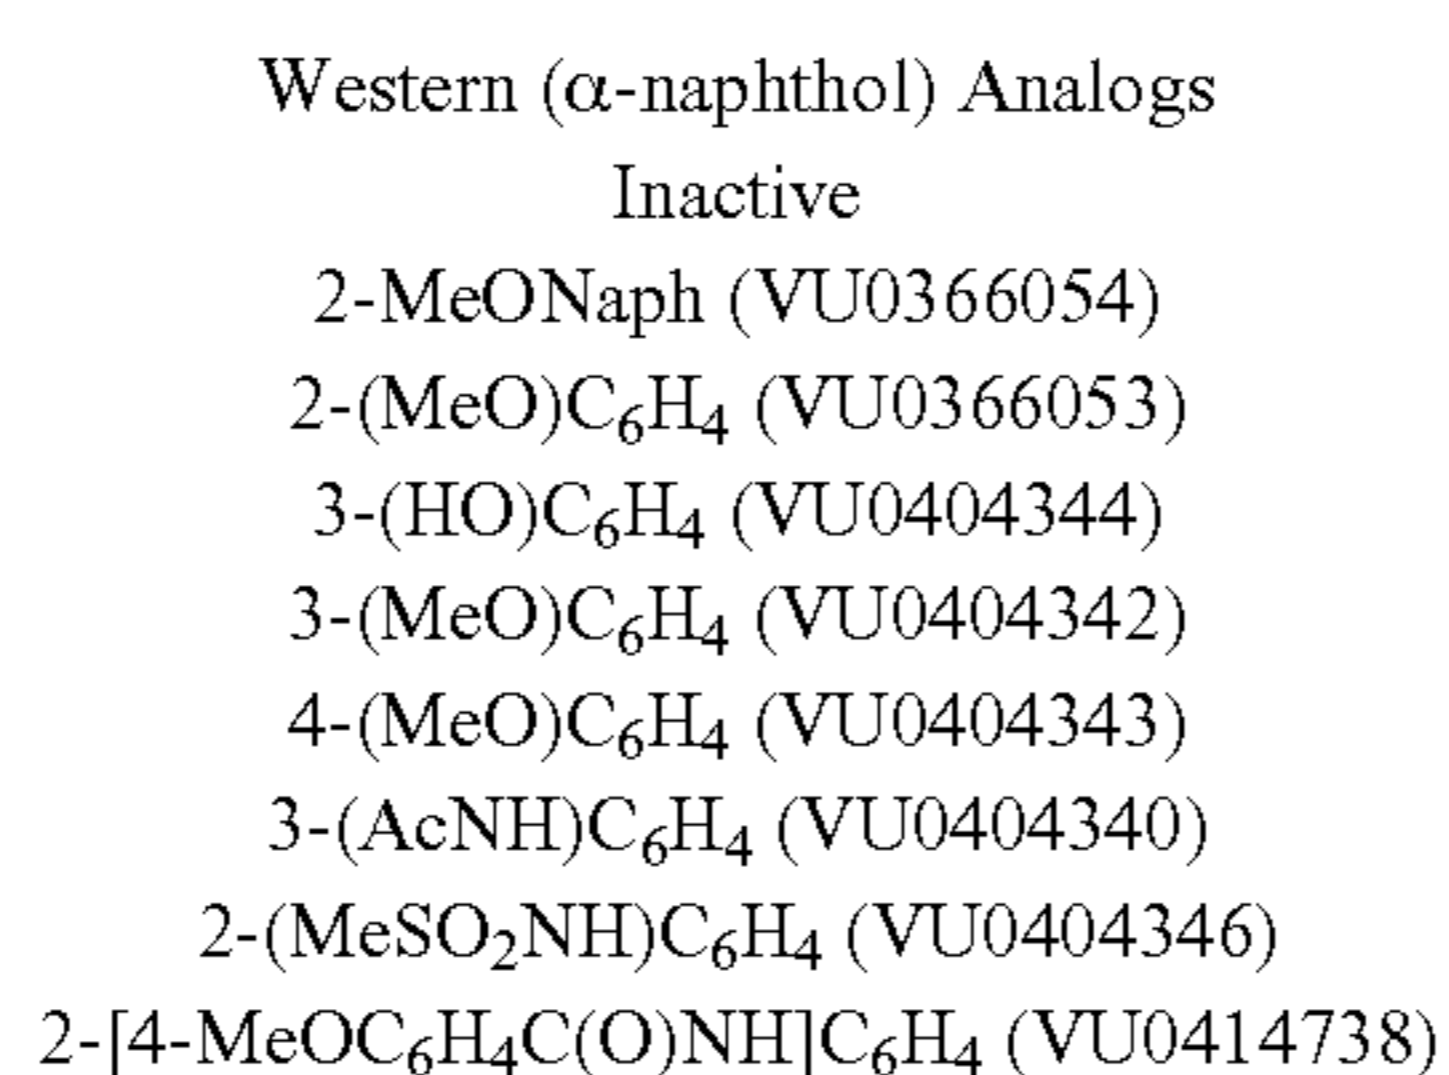 Western (α-naphthol) Analogs
Inactive
2-MeONaph (VU0366054)
2-(MeO)C₆H₄ (VU0366053)
3-(HO)C₆H₄ (VU0404344)
3-(MeO)C₆H₄ (VU0404342)
4-(MeO)C₆H₄ (VU0404343)
3-(AcNH)C₆H₄ (VU0404340)
2-(MeSO₂NH)C₆H₄ (VU0404346)
2-[4-MeOC₆H₄C(O)NH]C₆H₄ (VU0414738)